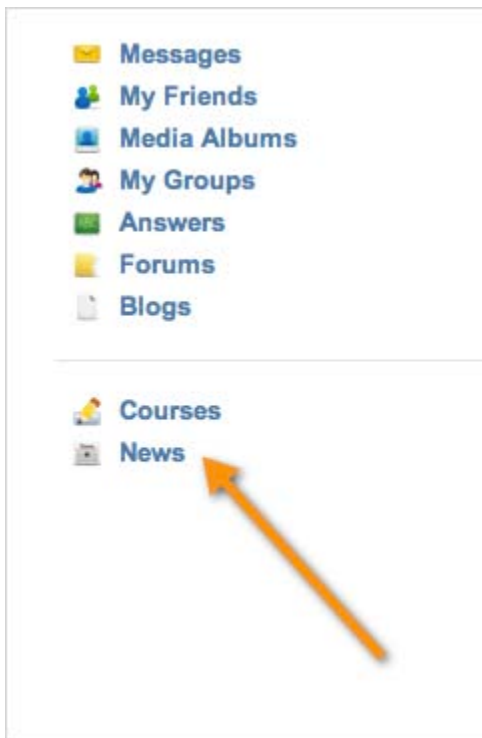 Messages
My Friends
Media Albums
My Groups
Answers
Forums
Blogs
Courses
News